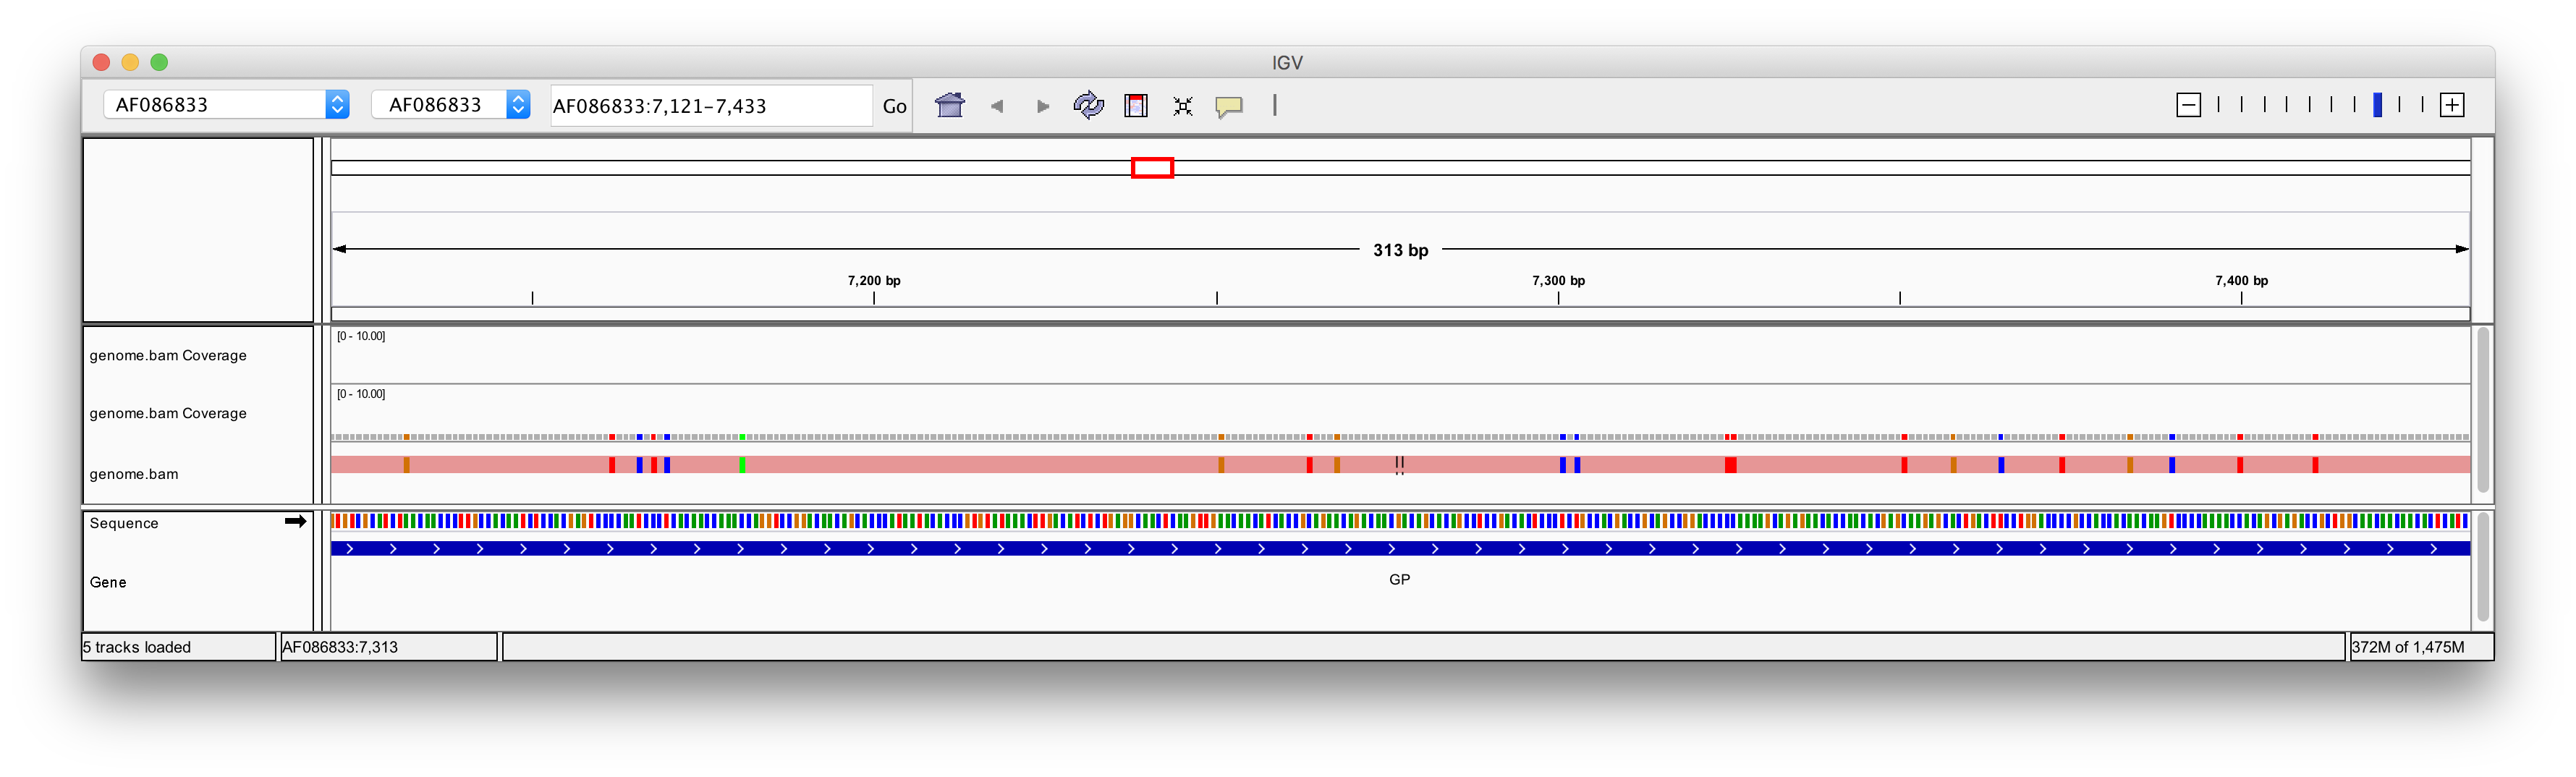 IGV
AF086833 AF086833 AF086833:7,121-7,433 Go
313 bp
7,200 bp 7,300 bp 7,400 bp
[0 - 10.00]
genome.bam Coverage
[0 - 10.00]
genome.bam Coverage
genome.bam
Sequence
GP
Gene
5 tracks loaded AF086833:7,313 372M of 1,475M